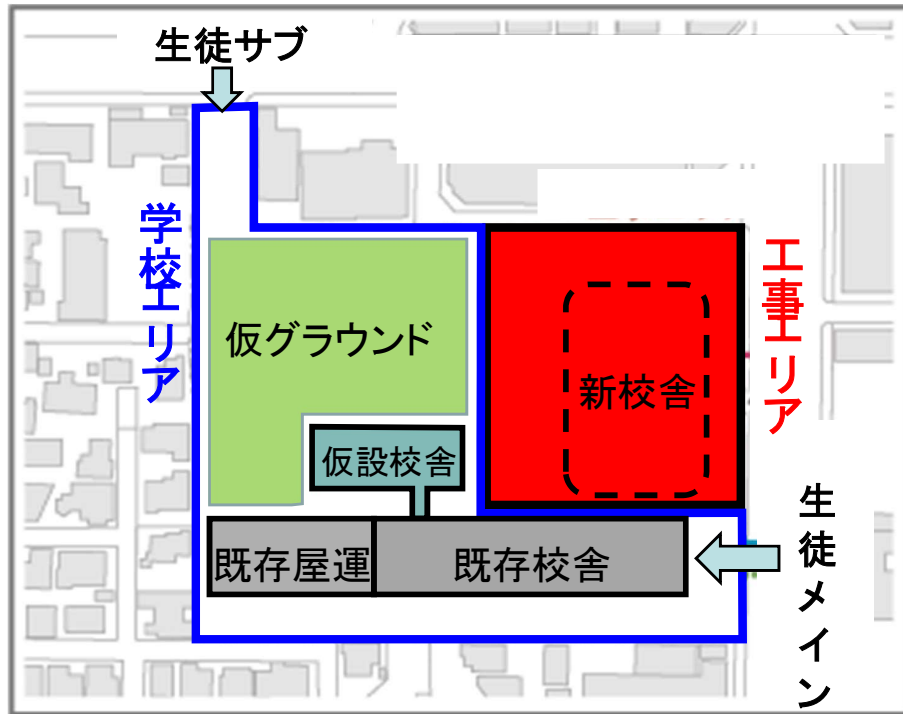 生徒サブ
学校エリア
工事エリア
仮グラウンド
新校舎
仮設校舎
生徒メイン
既存屋運
既存校舎